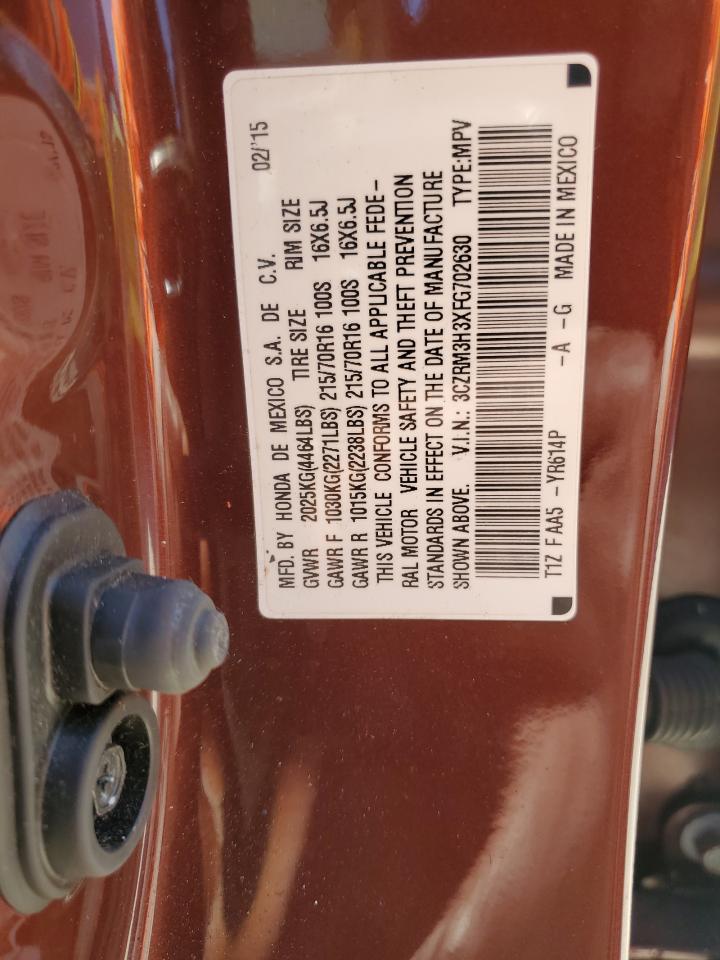 02/'15
MFD. BY HONDA DE MEXICO S.A. DE C.V.
GVWR 2025KG(4464LBS) TIRE SIZE RIM SIZE
GAWR F 1030KG(2271LBS) 215/70R16 100S 16X6.5J
GAWR R 1015KG(2238LBS) 215/70R16 100S 16X6.5J
THIS VEHICLE CONFORMS TO ALL APPLICABLE FEDE-
RAL MOTOR VEHICLE SAFETY AND THEFT PREVENTION
STANDARDS IN EFFECT ON THE DATE OF MANUFACTURE
SHOWN ABOVE. V.I.N.: 3CZRM3H3XFG702630 TYPE:MPV
T1Z F AA5 -YR614P -A -G MADE IN MEXICO